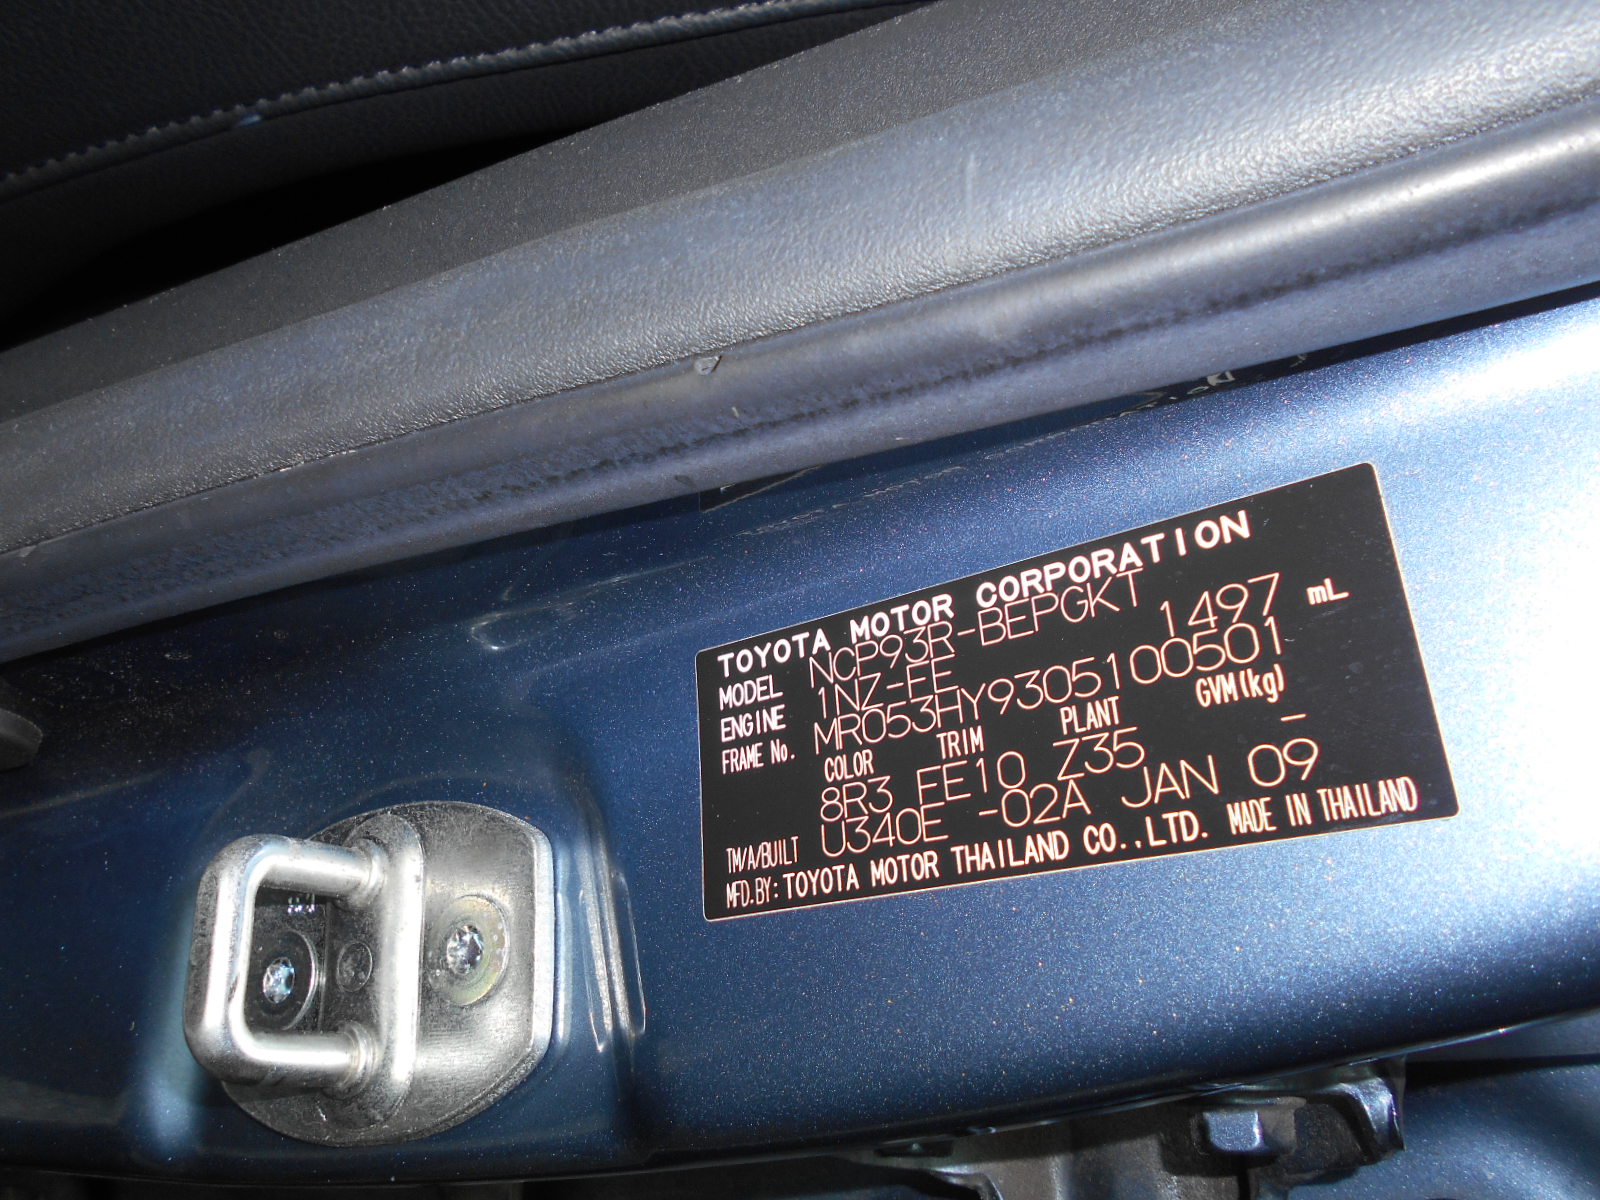 TOYOTA MOTOR CORPORATION
MODEL NCP93R-BEPGKT
ENGINE 1NZ-FE 1497 mL
FRAME No. MR053HY9305100501
COLOR TRIM PLANT GVM(kg)
8R3 FE10 Z35 -
TM/A/BUILT U340E -02A JAN 09
MFD.BY: TOYOTA MOTOR THAILAND CO.,LTD. MADE IN THAILAND